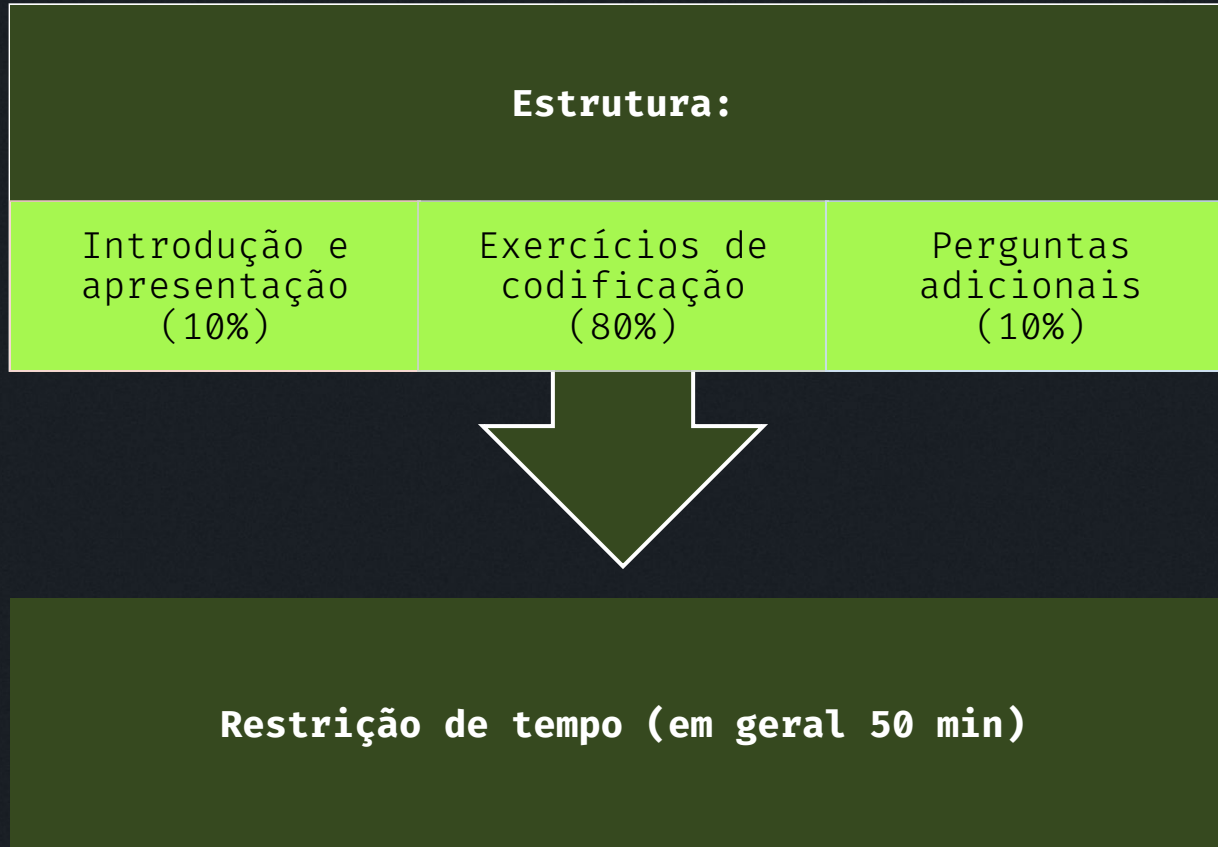 Estrutura:
Introdução e
apresentação
(10%)
Exercícios de
codificação
(80%)
Perguntas
adicionais
(10%)
Restrição de tempo (em geral 50 min)